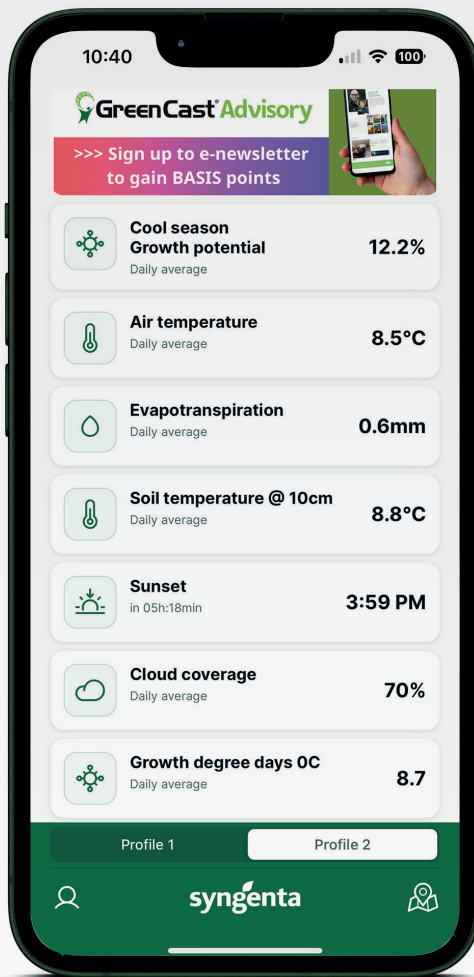 10:40
100
GreenCast® Advisory
>>> Sign up to e-newsletter
to gain BASIS points
Cool season
Growth potential
Daily average
12.2%
Air temperature
Daily average
8.5°C
Evapotranspiration
Daily average
0.6mm
Soil temperature @ 10cm
Daily average
8.8°C
Sunset
in 05h:18min
3:59 PM
Cloud coverage
Daily average
70%
Growth degree days 0C
Daily average
8.7
Profile 1
Profile 2
syngenta